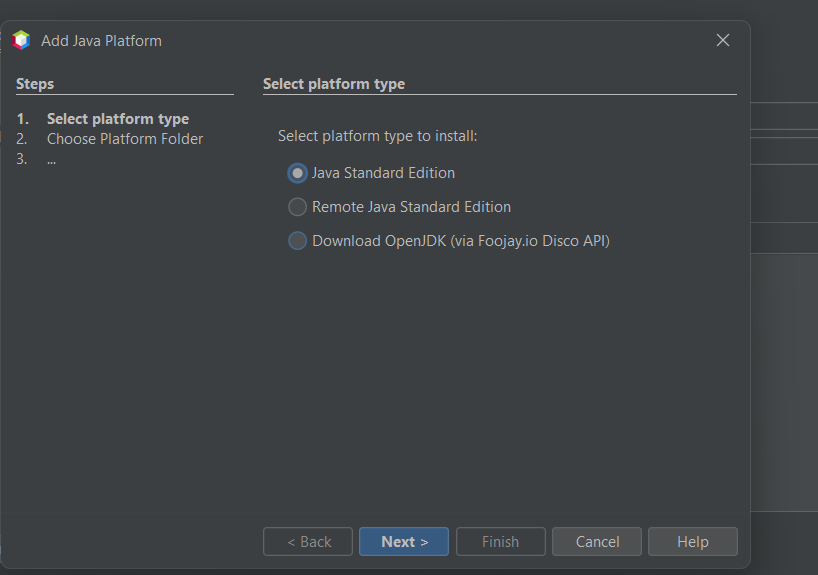 Add Java Platform
Steps
1. Select platform type
2. Choose Platform Folder
3. ...
Select platform type
Select platform type to install:
Java Standard Edition
Remote Java Standard Edition
Download OpenJDK (via Foojay.io Disco API)
< Back
Next >
Finish
Cancel
Help